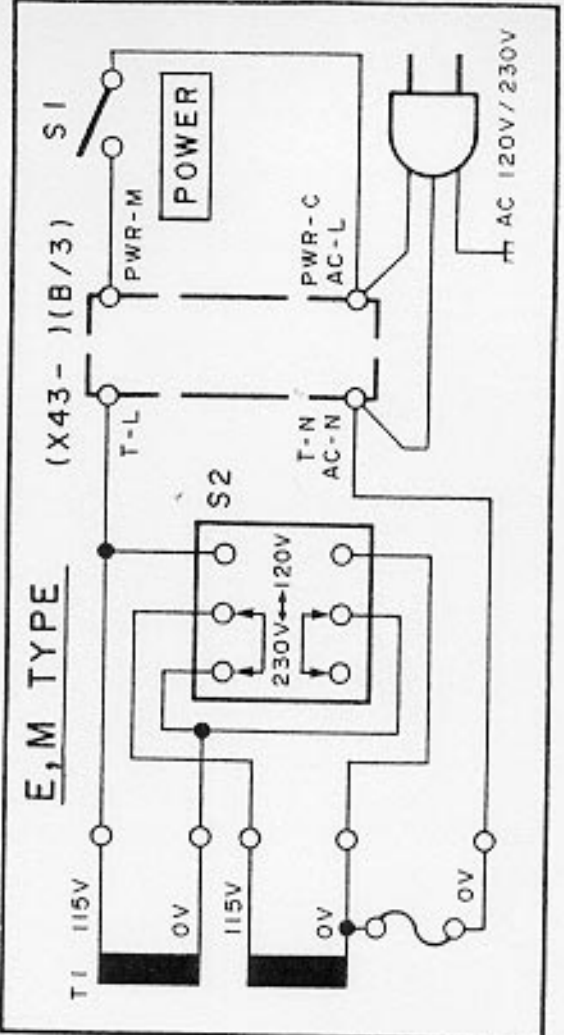 E, M TYPE
(X43- )(B/3)
S1
POWER
PWR-M
PWR-C
AC-L
T-L
T-N
AC-N
S2
230V↔120V
AC 120V/230V
T1
115V
0V
115V
0V
0V